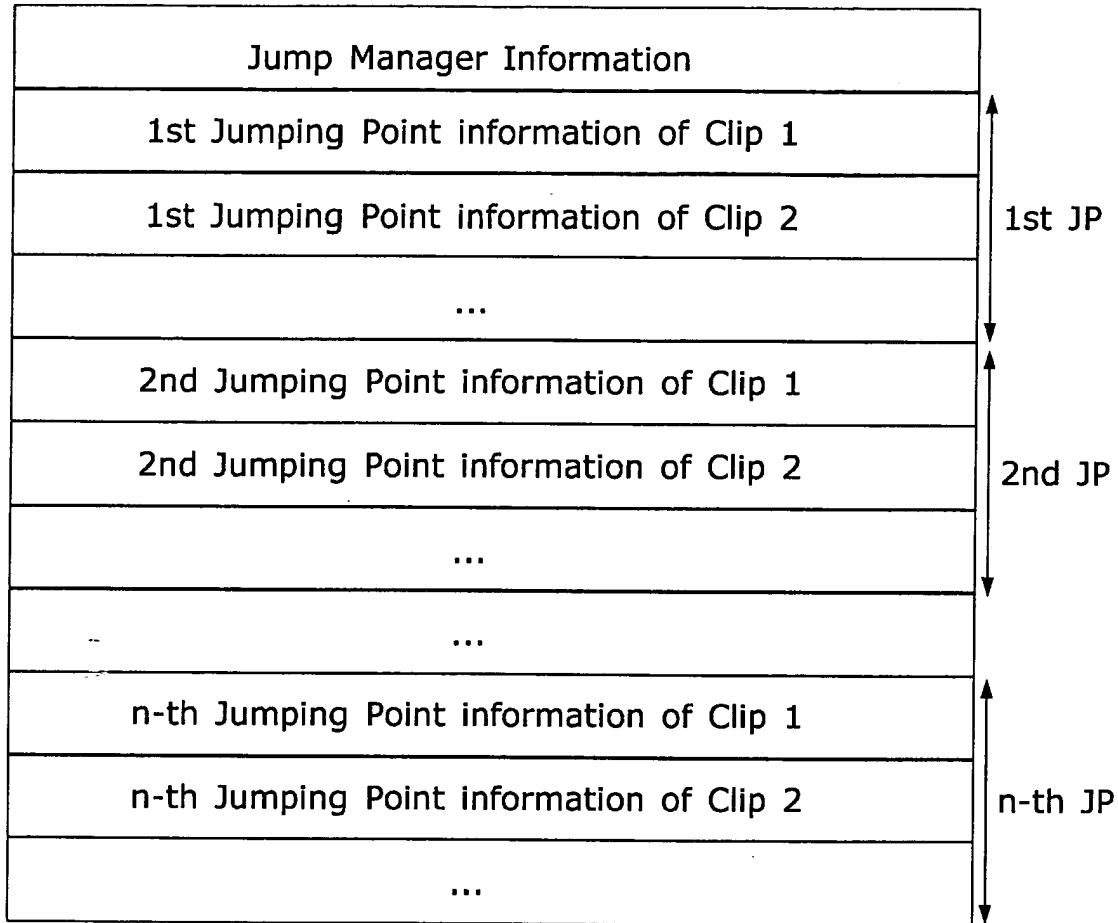 Jump Manager Information
1st Jumping Point information of Clip 1
1st Jumping Point information of Clip 2
1st JP
...
2nd Jumping Point information of Clip 1
2nd Jumping Point information of Clip 2
2nd JP
...
...
n-th Jumping Point information of Clip 1
n-th Jumping Point information of Clip 2
n-th JP
...